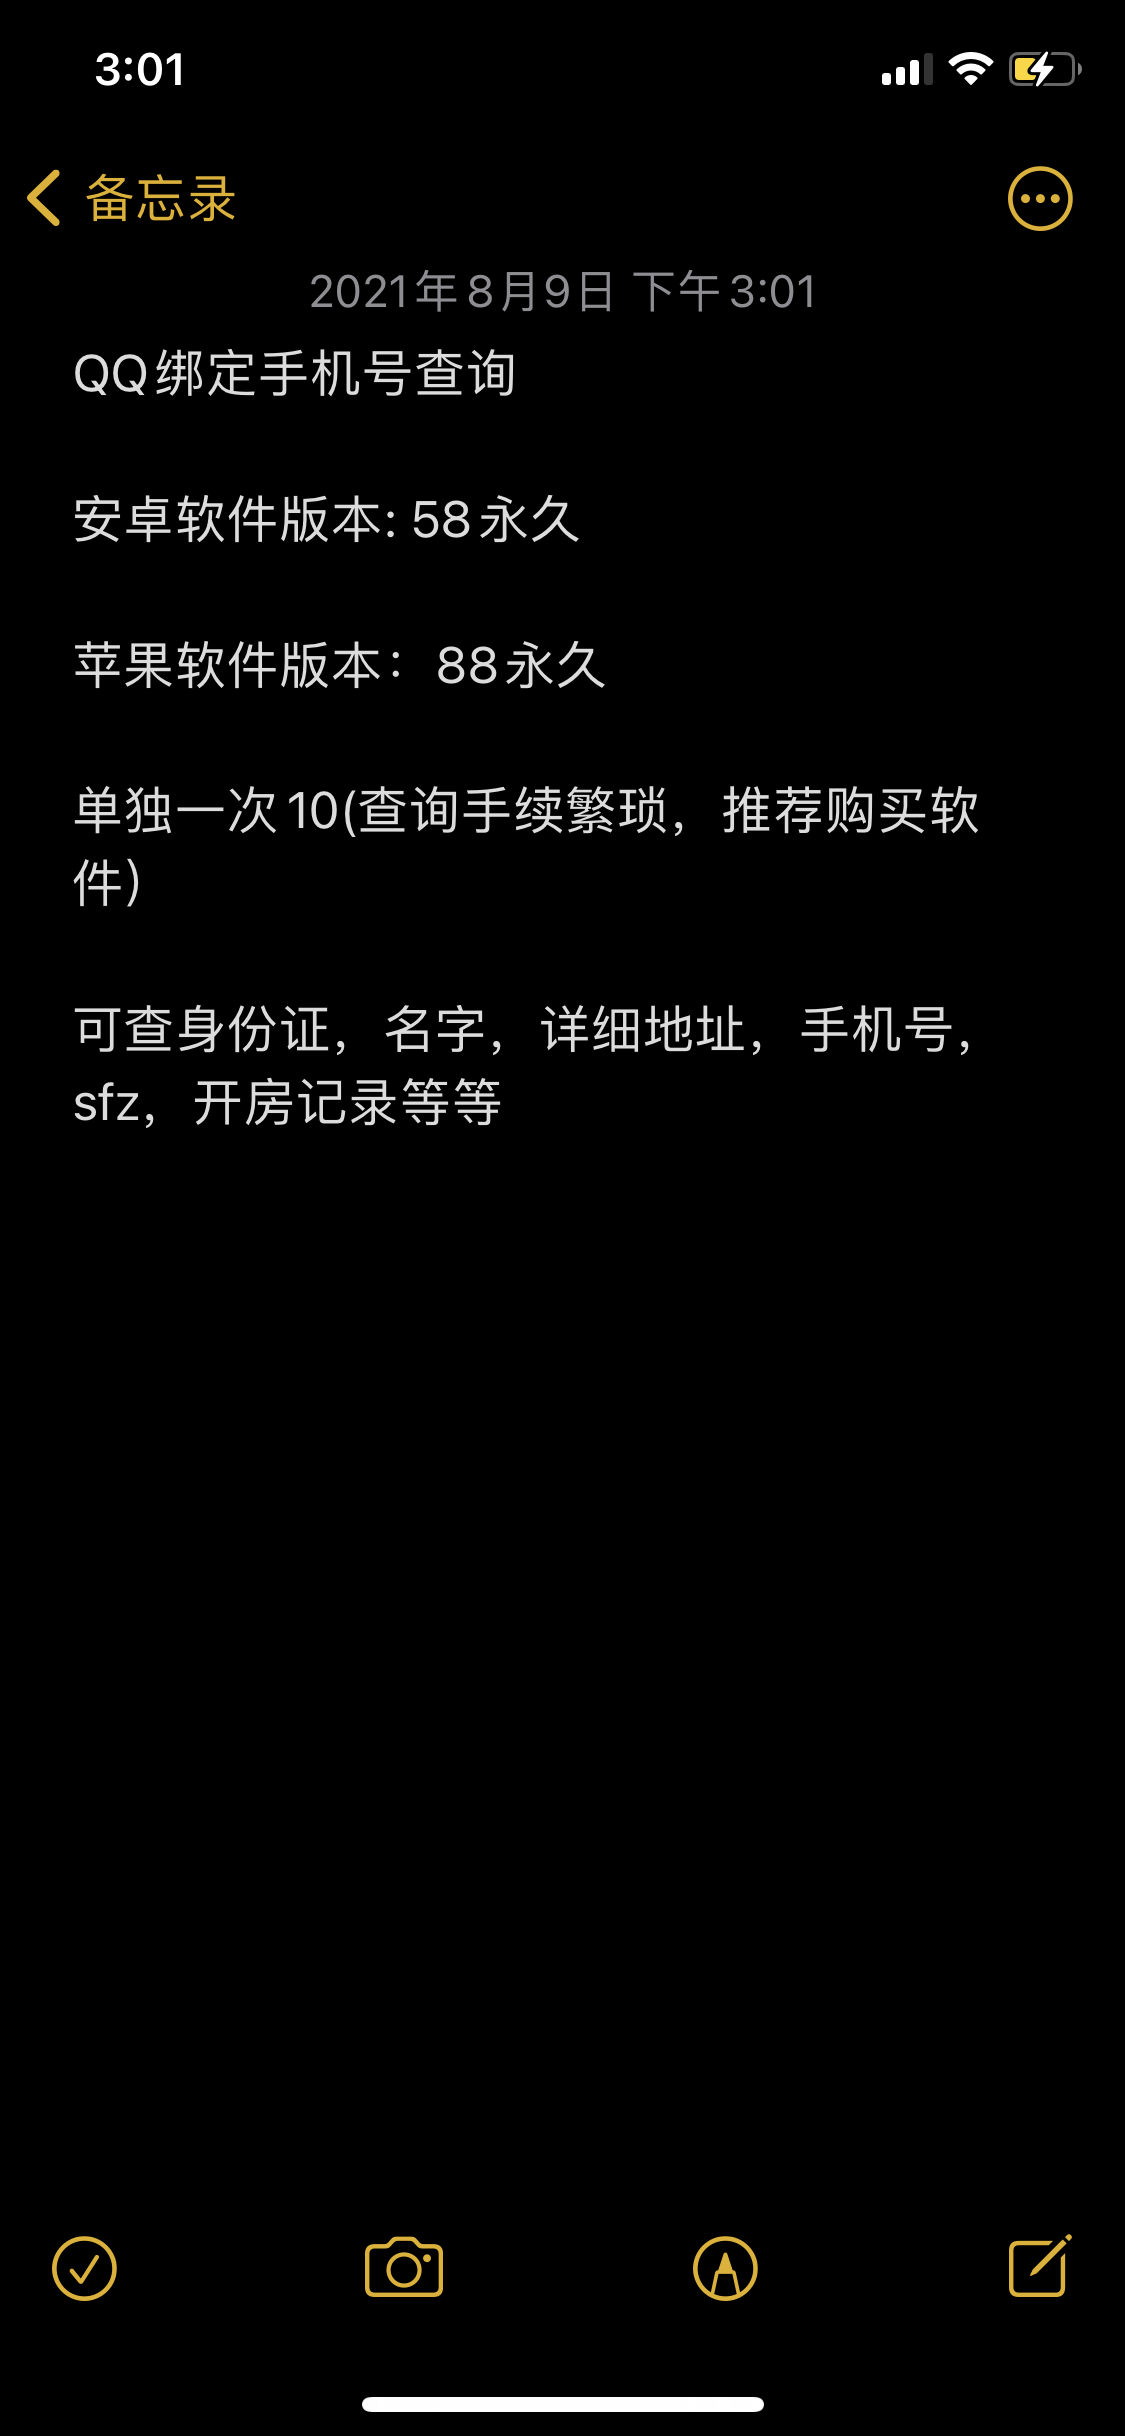 3:01
备忘录
2021年8月9日 下午3:01
QQ绑定手机号查询
安卓软件版本: 58永久
苹果软件版本：88永久
单独一次10(查询手续繁琐，推荐购买软
件）
可查身份证，名字，详细地址，手机号，
sfz，开房记录等等